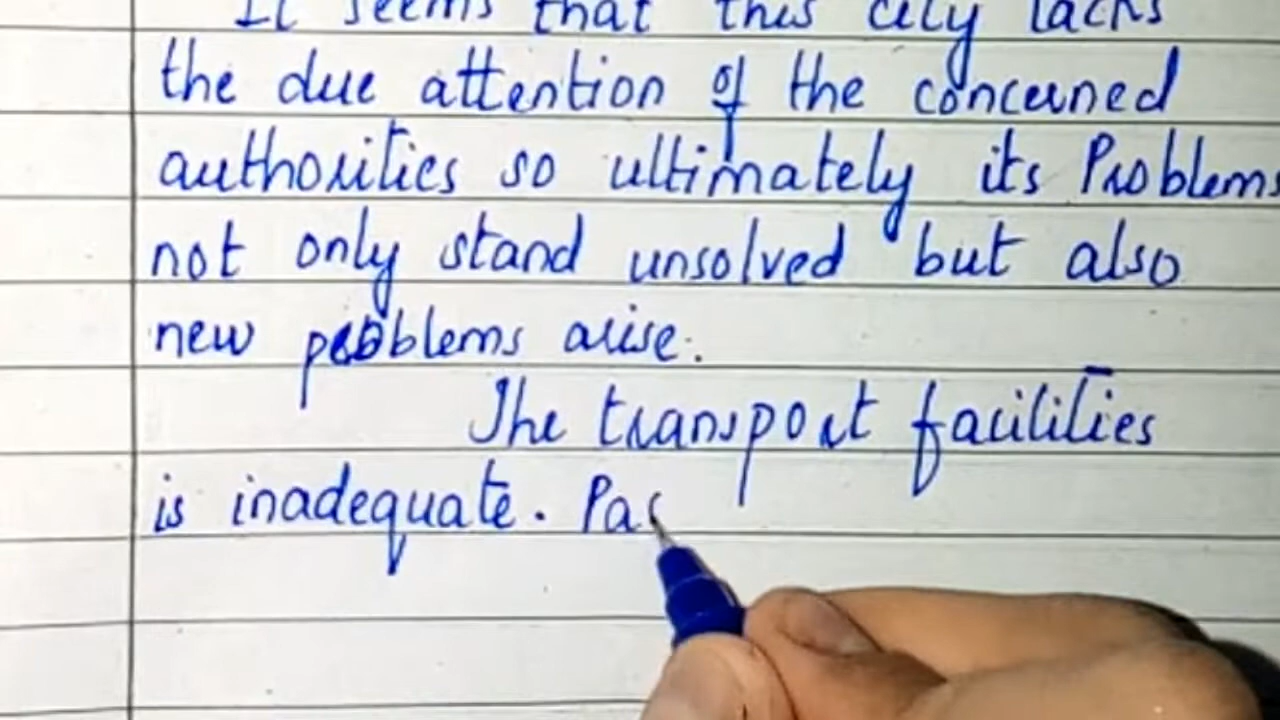 It seems that this city lacks
the due attention of the concerned
authorities so ultimately its Problems
not only stand unsolved but also
new problems arise.
The transport facilities
is inadequate. Pas